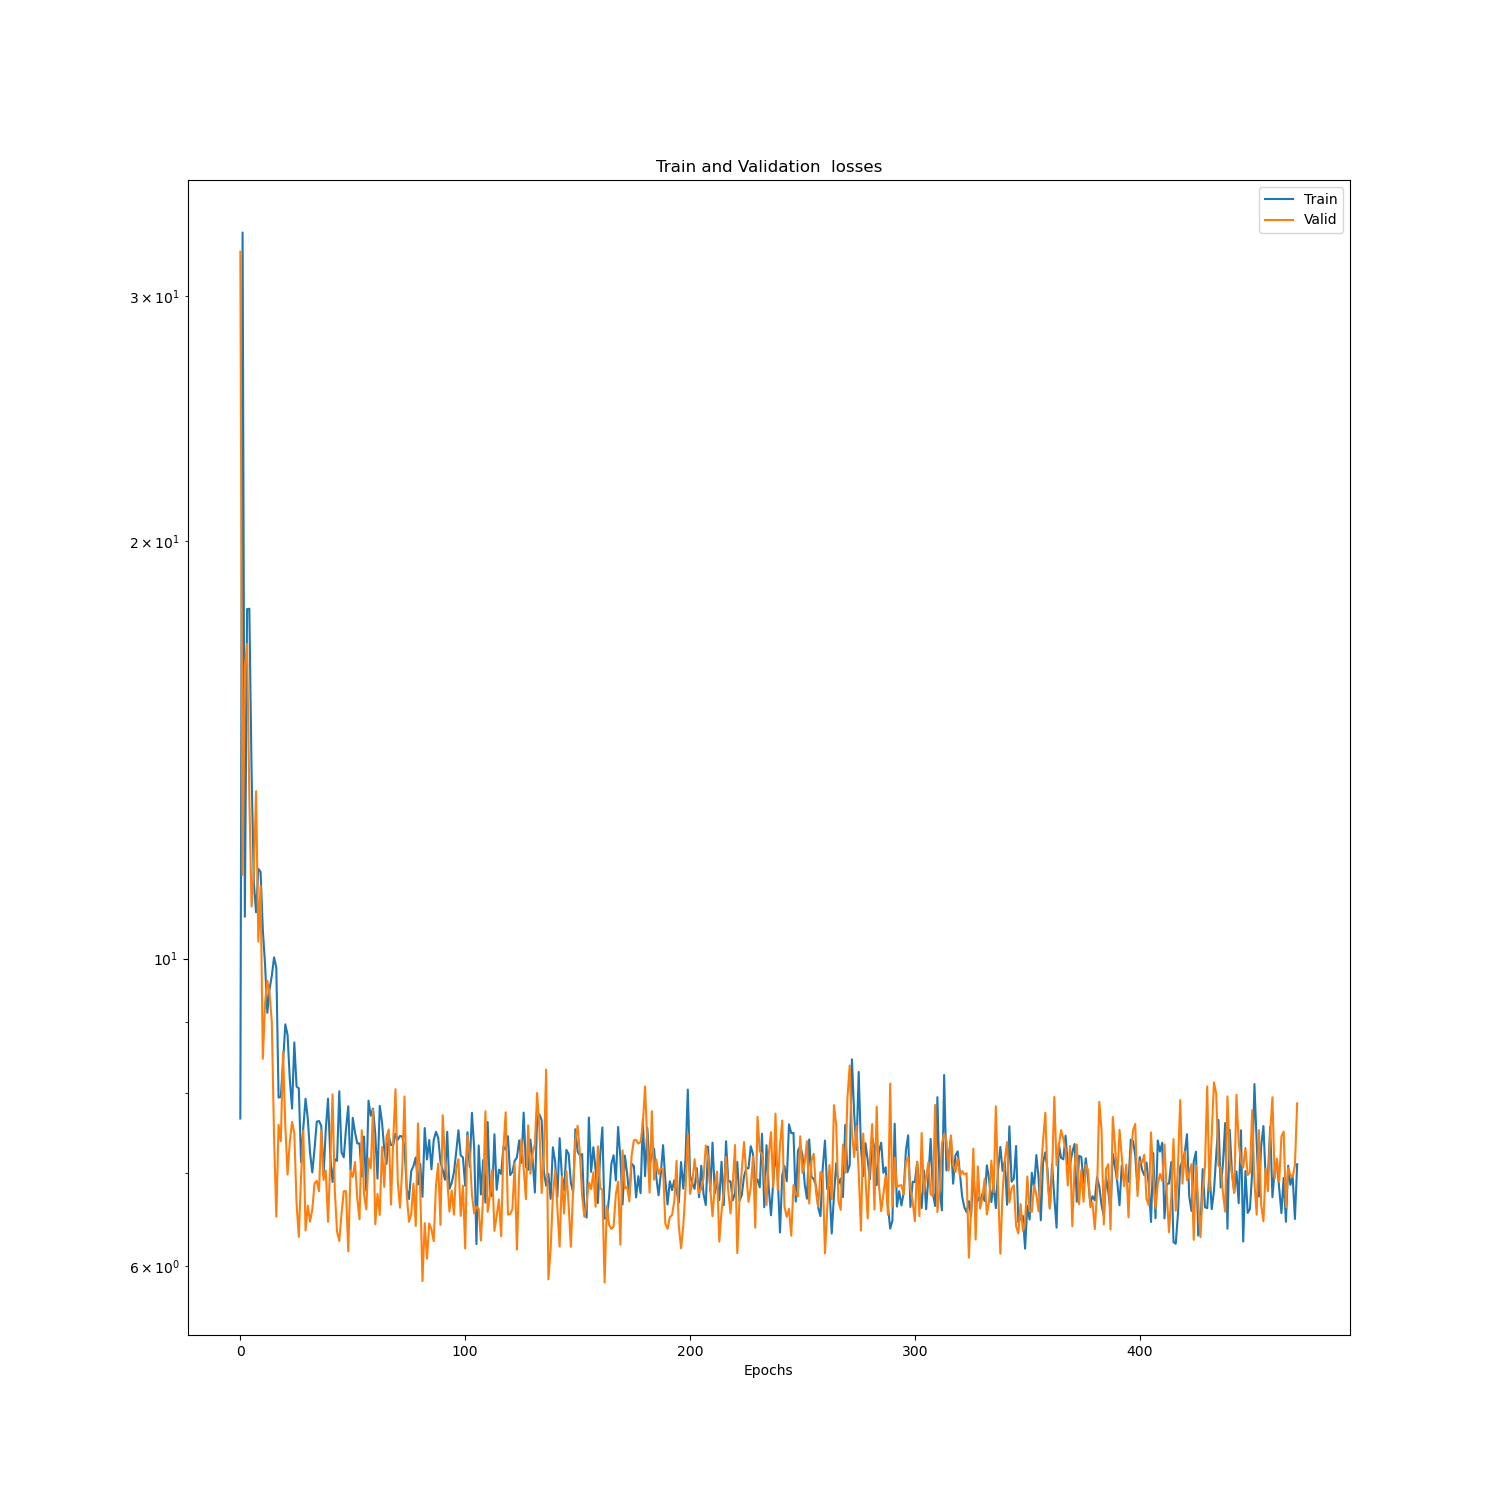 Train and Validation  losses
Train
Valid
3 × 10¹
2 × 10¹
10¹
6 × 10⁰
0 100 200 300 400
Epochs